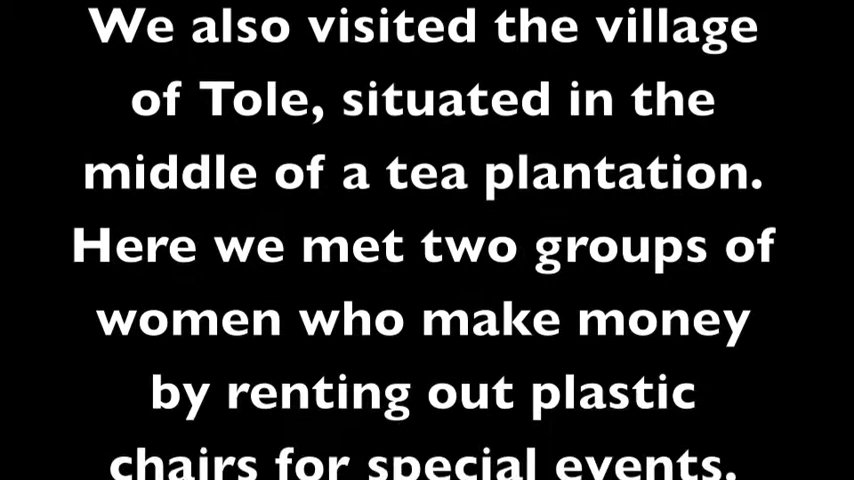 We also visited the village
of Tole, situated in the
middle of a tea plantation.
Here we met two groups of
women who make money
by renting out plastic
chairs for special events.